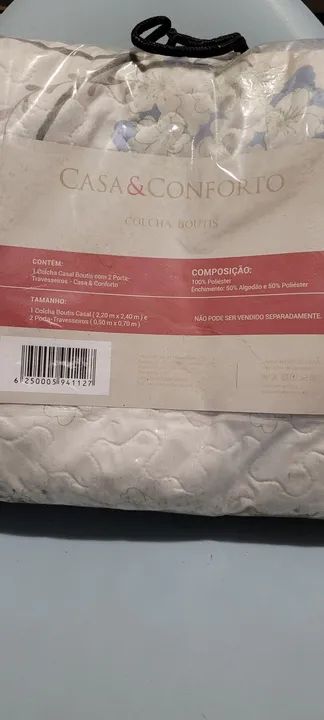 CASA&CONFORTO
COLCHA BOUTIS
CONTÉM:
1 Colcha Casal Boutis com 2 Porta-
Travesseiros - Casa & Conforto
COMPOSIÇÃO:
100% Poliéster
Enchimento: 50% Algodão e 50% Poliéster
TAMANHO:
1 Colcha Boutis Casal ( 2,20 m x 2,40 m ) e
2 Porta-Travesseiros ( 0,50 m x 0,70 m )
NÃO PODE SER VENDIDO SEPARADAMENTE.
6 250005 941127